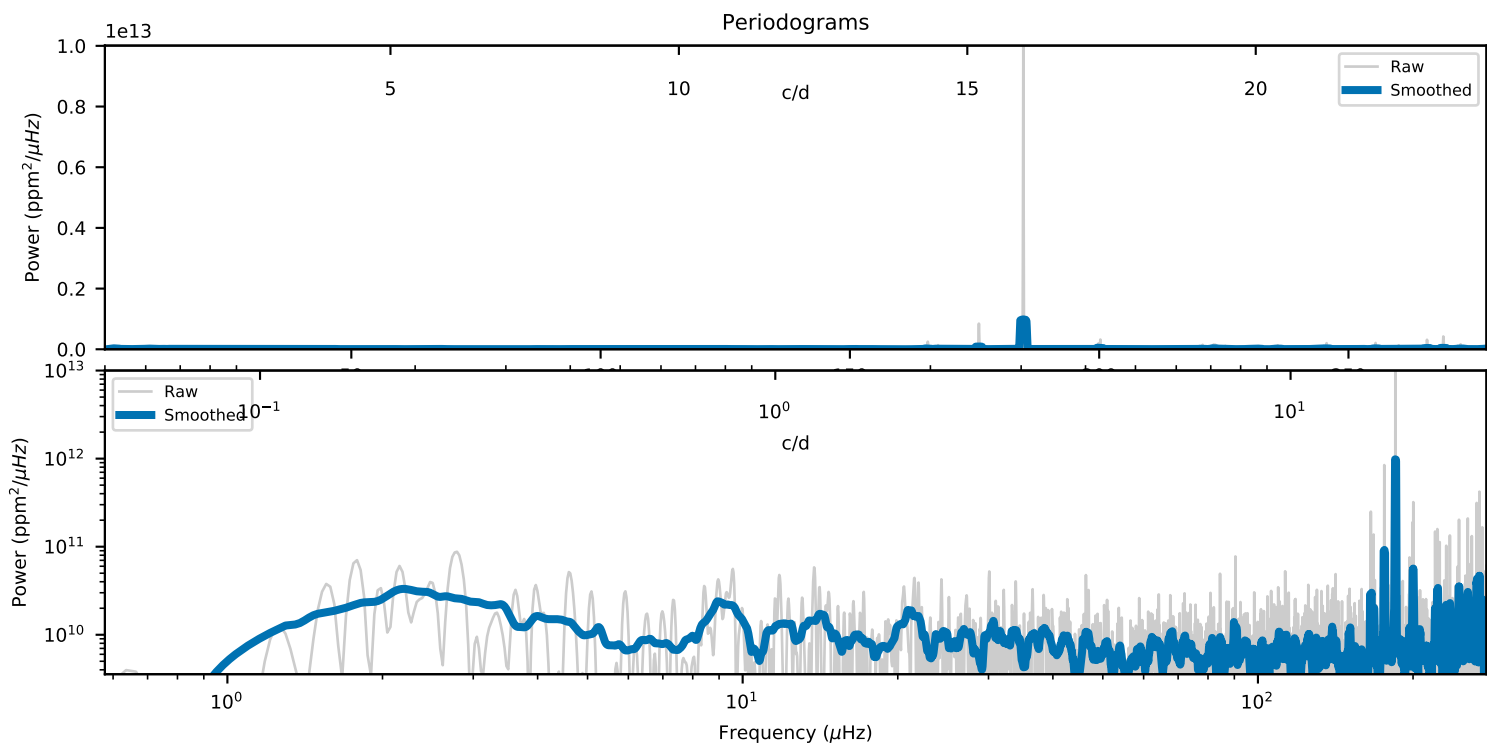 Periodograms
1e13
1.0
0.8
0.6
0.4
0.2
0.0
Power (ppm²/μHz)
5
10
15
20
c/d
Raw
Smoothed
10¹³
10¹²
10¹¹
10¹⁰
Power (ppm²/μHz)
Raw
Smoothed
10⁻¹
10⁰
10¹
c/d
10⁰
10¹
10²
Frequency (μHz)